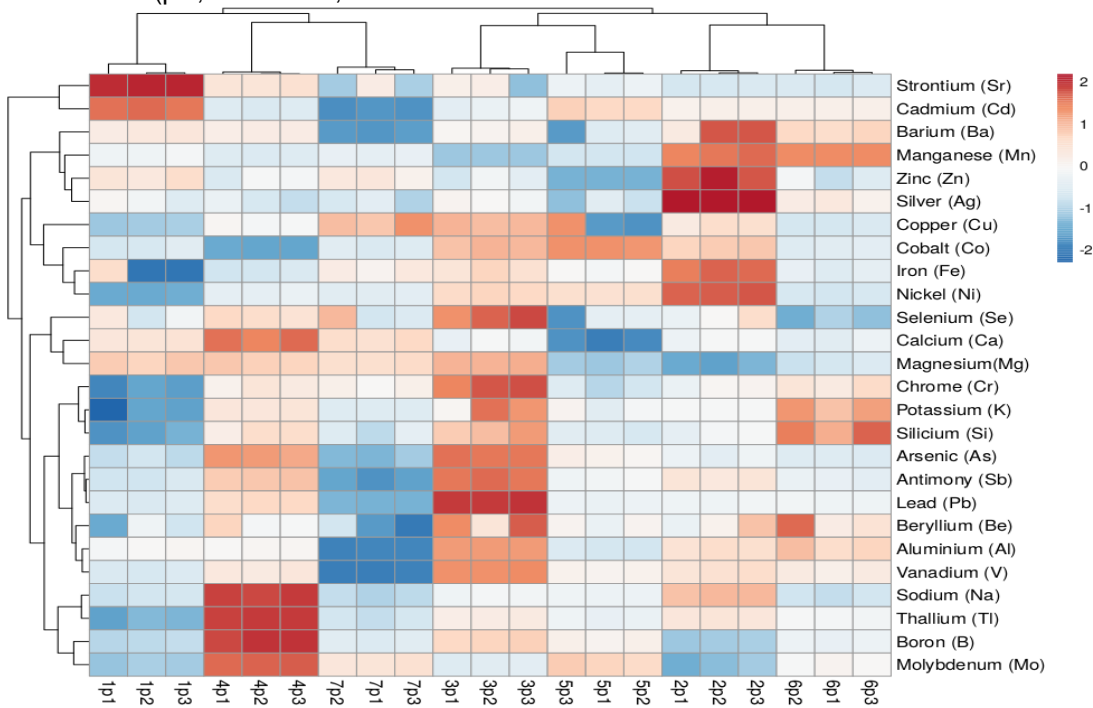 Strontium (Sr)
Cadmium (Cd)
Barium (Ba)
Manganese (Mn)
Zinc (Zn)
Silver (Ag)
Copper (Cu)
Cobalt (Co)
Iron (Fe)
Nickel (Ni)
Selenium (Se)
Calcium (Ca)
Magnesium(Mg)
Chrome (Cr)
Potassium (K)
Silicium (Si)
Arsenic (As)
Antimony (Sb)
Lead (Pb)
Beryllium (Be)
Aluminium (Al)
Vanadium (V)
Sodium (Na)
Thallium (Tl)
Boron (B)
Molybdenum (Mo)
2
1
0
-1
-2
1p1 1p2 1p3 4p1 4p2 4p3 7p2 7p1 7p3 3p1 3p2 3p3 5p3 5p1 5p2 2p1 2p2 2p3 6p2 6p1 6p3